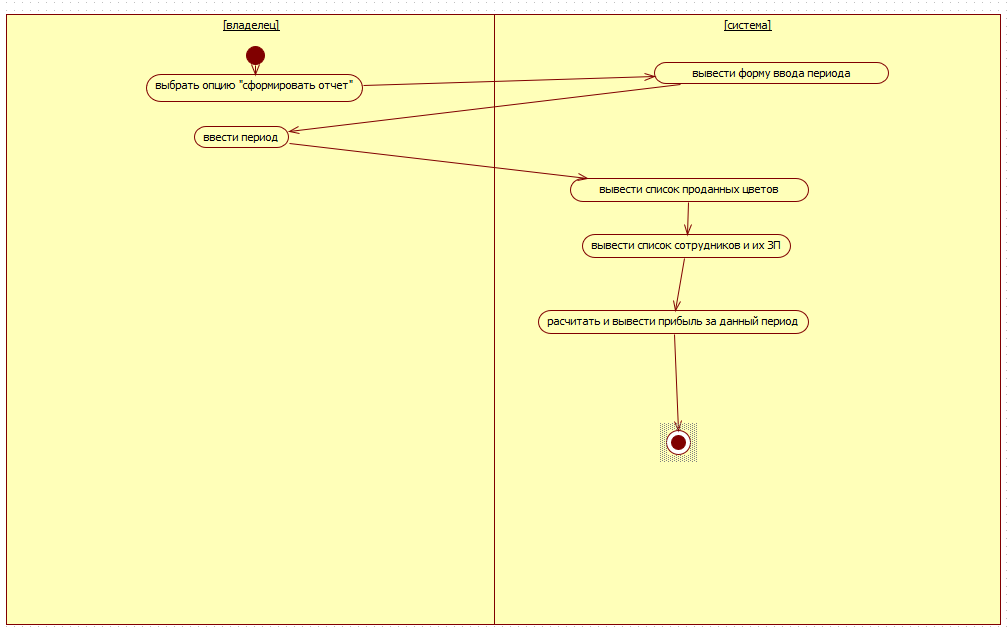 [владелец]
[система]
выбрать опцию "сформировать отчет"
вывести форму ввода периода
ввести период
вывести список проданных цветов
вывести список сотрудников и их ЗП
расчитать и вывести прибыль за данный период